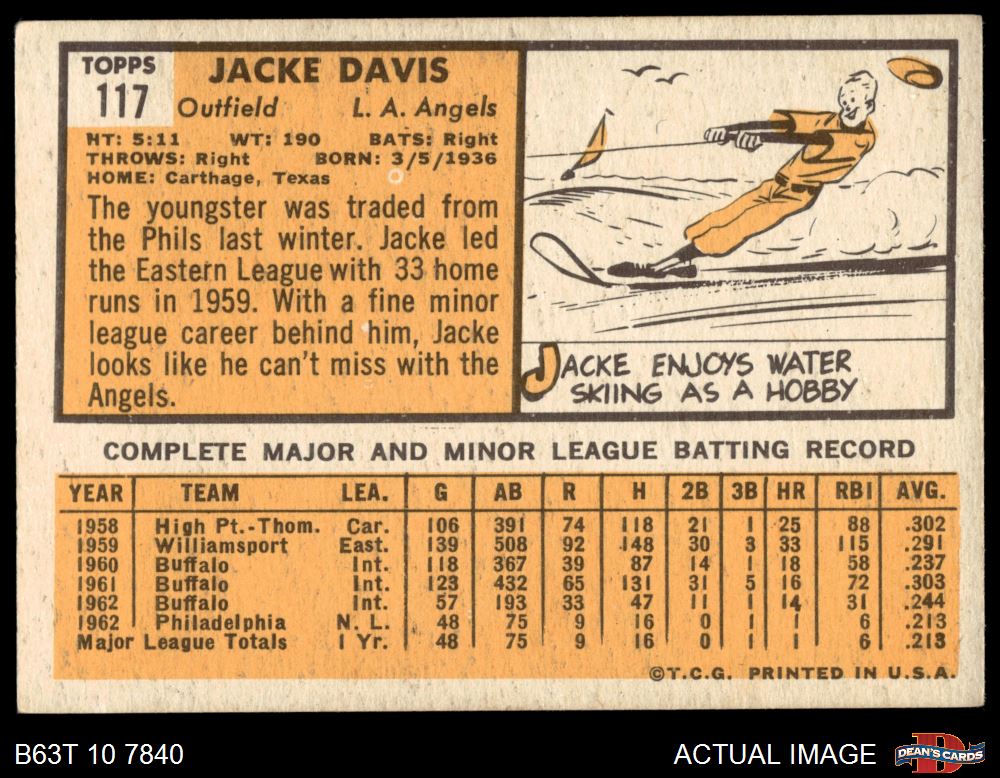 TOPPS
117
JACKE DAVIS
Outfield L. A. Angels
HT: 5:11 WT: 190 BATS: Right
THROWS: Right BORN: 3/5/1936
HOME: Carthage, Texas
The youngster was traded from
the Phils last winter. Jacke led
the Eastern League with 33 home
runs in 1959. With a fine minor
league career behind him, Jacke
looks like he can't miss with the
Angels.
JACKE ENJOYS WATER
SKIING AS A HOBBY
COMPLETE MAJOR AND MINOR LEAGUE BATTING RECORD
YEAR TEAM LEA. G AB R H 2B 3B HR RBI AVG.
1958 High Pt.-Thom. Car. 106 391 74 118 21 1 25 88 .302
1959 Williamsport East. 139 508 92 148 30 3 33 115 .291
1960 Buffalo Int. 118 367 39 87 14 1 18 58 .237
1961 Buffalo Int. 123 432 65 131 31 5 16 72 .303
1962 Buffalo Int. 57 193 33 47 11 1 14 31 .244
1962 Philadelphia N. L. 48 75 9 16 0 1 1 6 .213
Major League Totals 1 Yr. 48 75 9 16 0 1 1 6 .213
©T.C.G. PRINTED IN U.S.A.
B63T 10 7840 ACTUAL IMAGE D DEAN'S CARDS